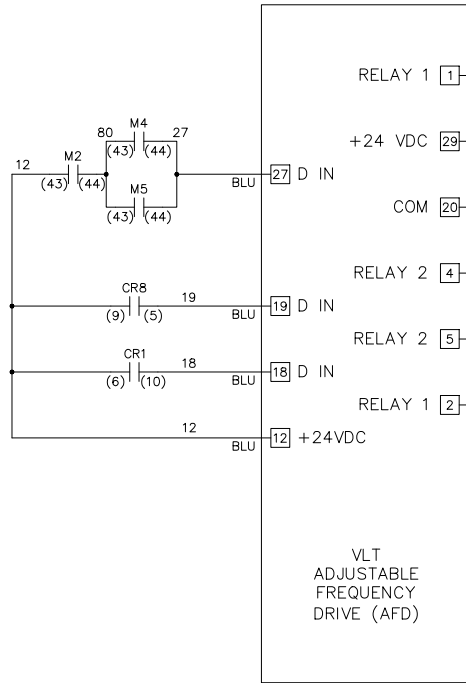 RELAY 1 1
M4
80 27
(43) (44)
+24 VDC 29
12 M2
(43) (44)
M5
BLU 27 D IN
(43) (44)
COM 20
RELAY 2 4
CR8
19
(9) (5)
BLU 19 D IN
RELAY 2 5
CR1
18
(6) (10)
BLU 18 D IN
RELAY 1 2
12
BLU 12 +24VDC
VLT
ADJUSTABLE
FREQUENCY
DRIVE (AFD)